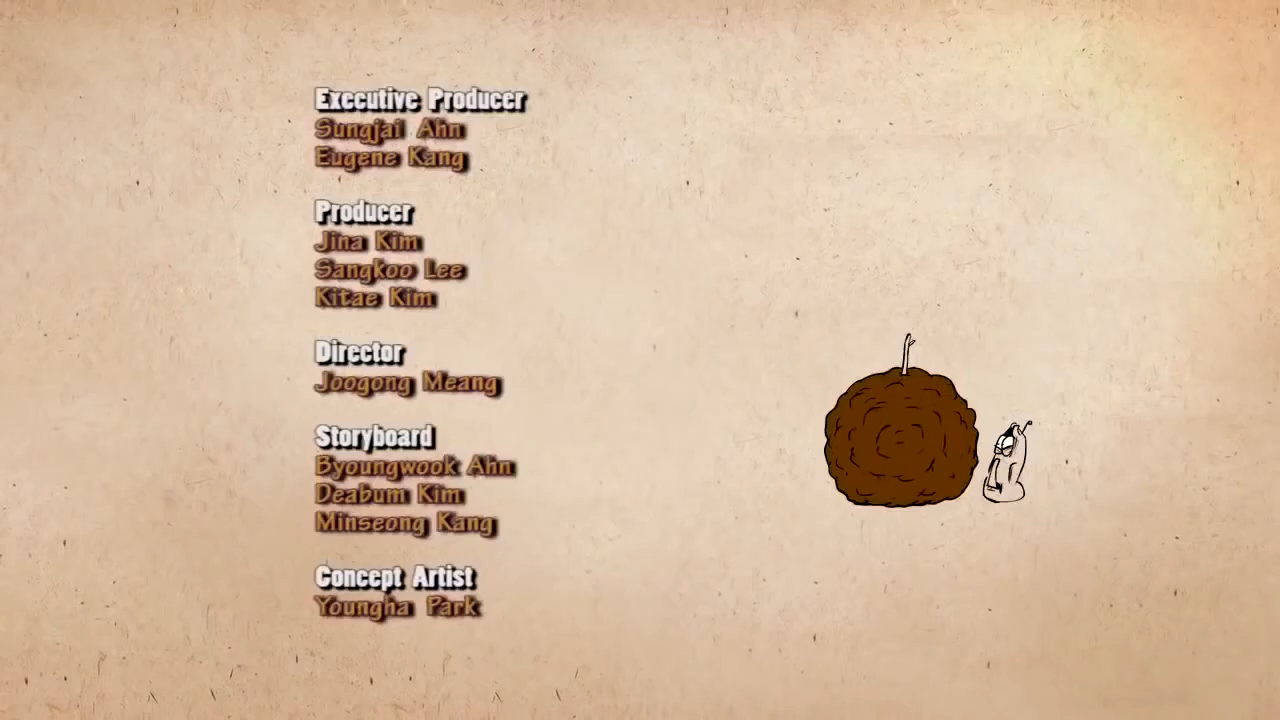 Executive Producer
Sungjai Ahn
Eugene Kang
Producer
Jina Kim
Sangkoo Lee
Kitae Kim
Director
Joogong Meang
Storyboard
Byoungwook Ahn
Deabum Kim
Minseong Kang
Concept Artist
Youngha Park